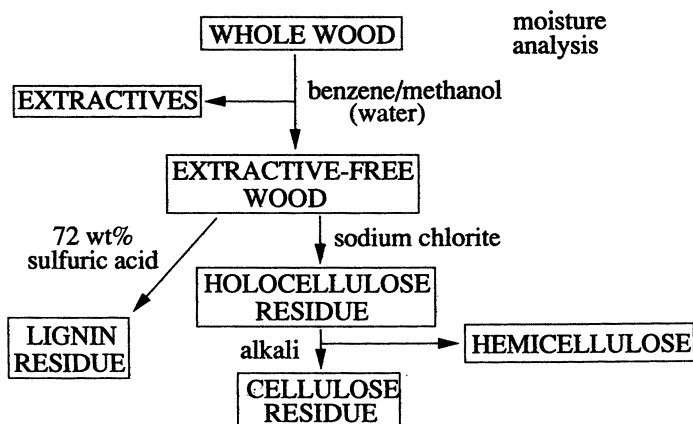 WHOLE WOOD
moisture
analysis
EXTRACTIVES
benzene/methanol
(water)
EXTRACTIVE-FREE
WOOD
72 wt%
sulfuric acid
sodium chlorite
HOLOCELLULOSE
RESIDUE
LIGNIN
RESIDUE
alkali
HEMICELLULOSE
CELLULOSE
RESIDUE